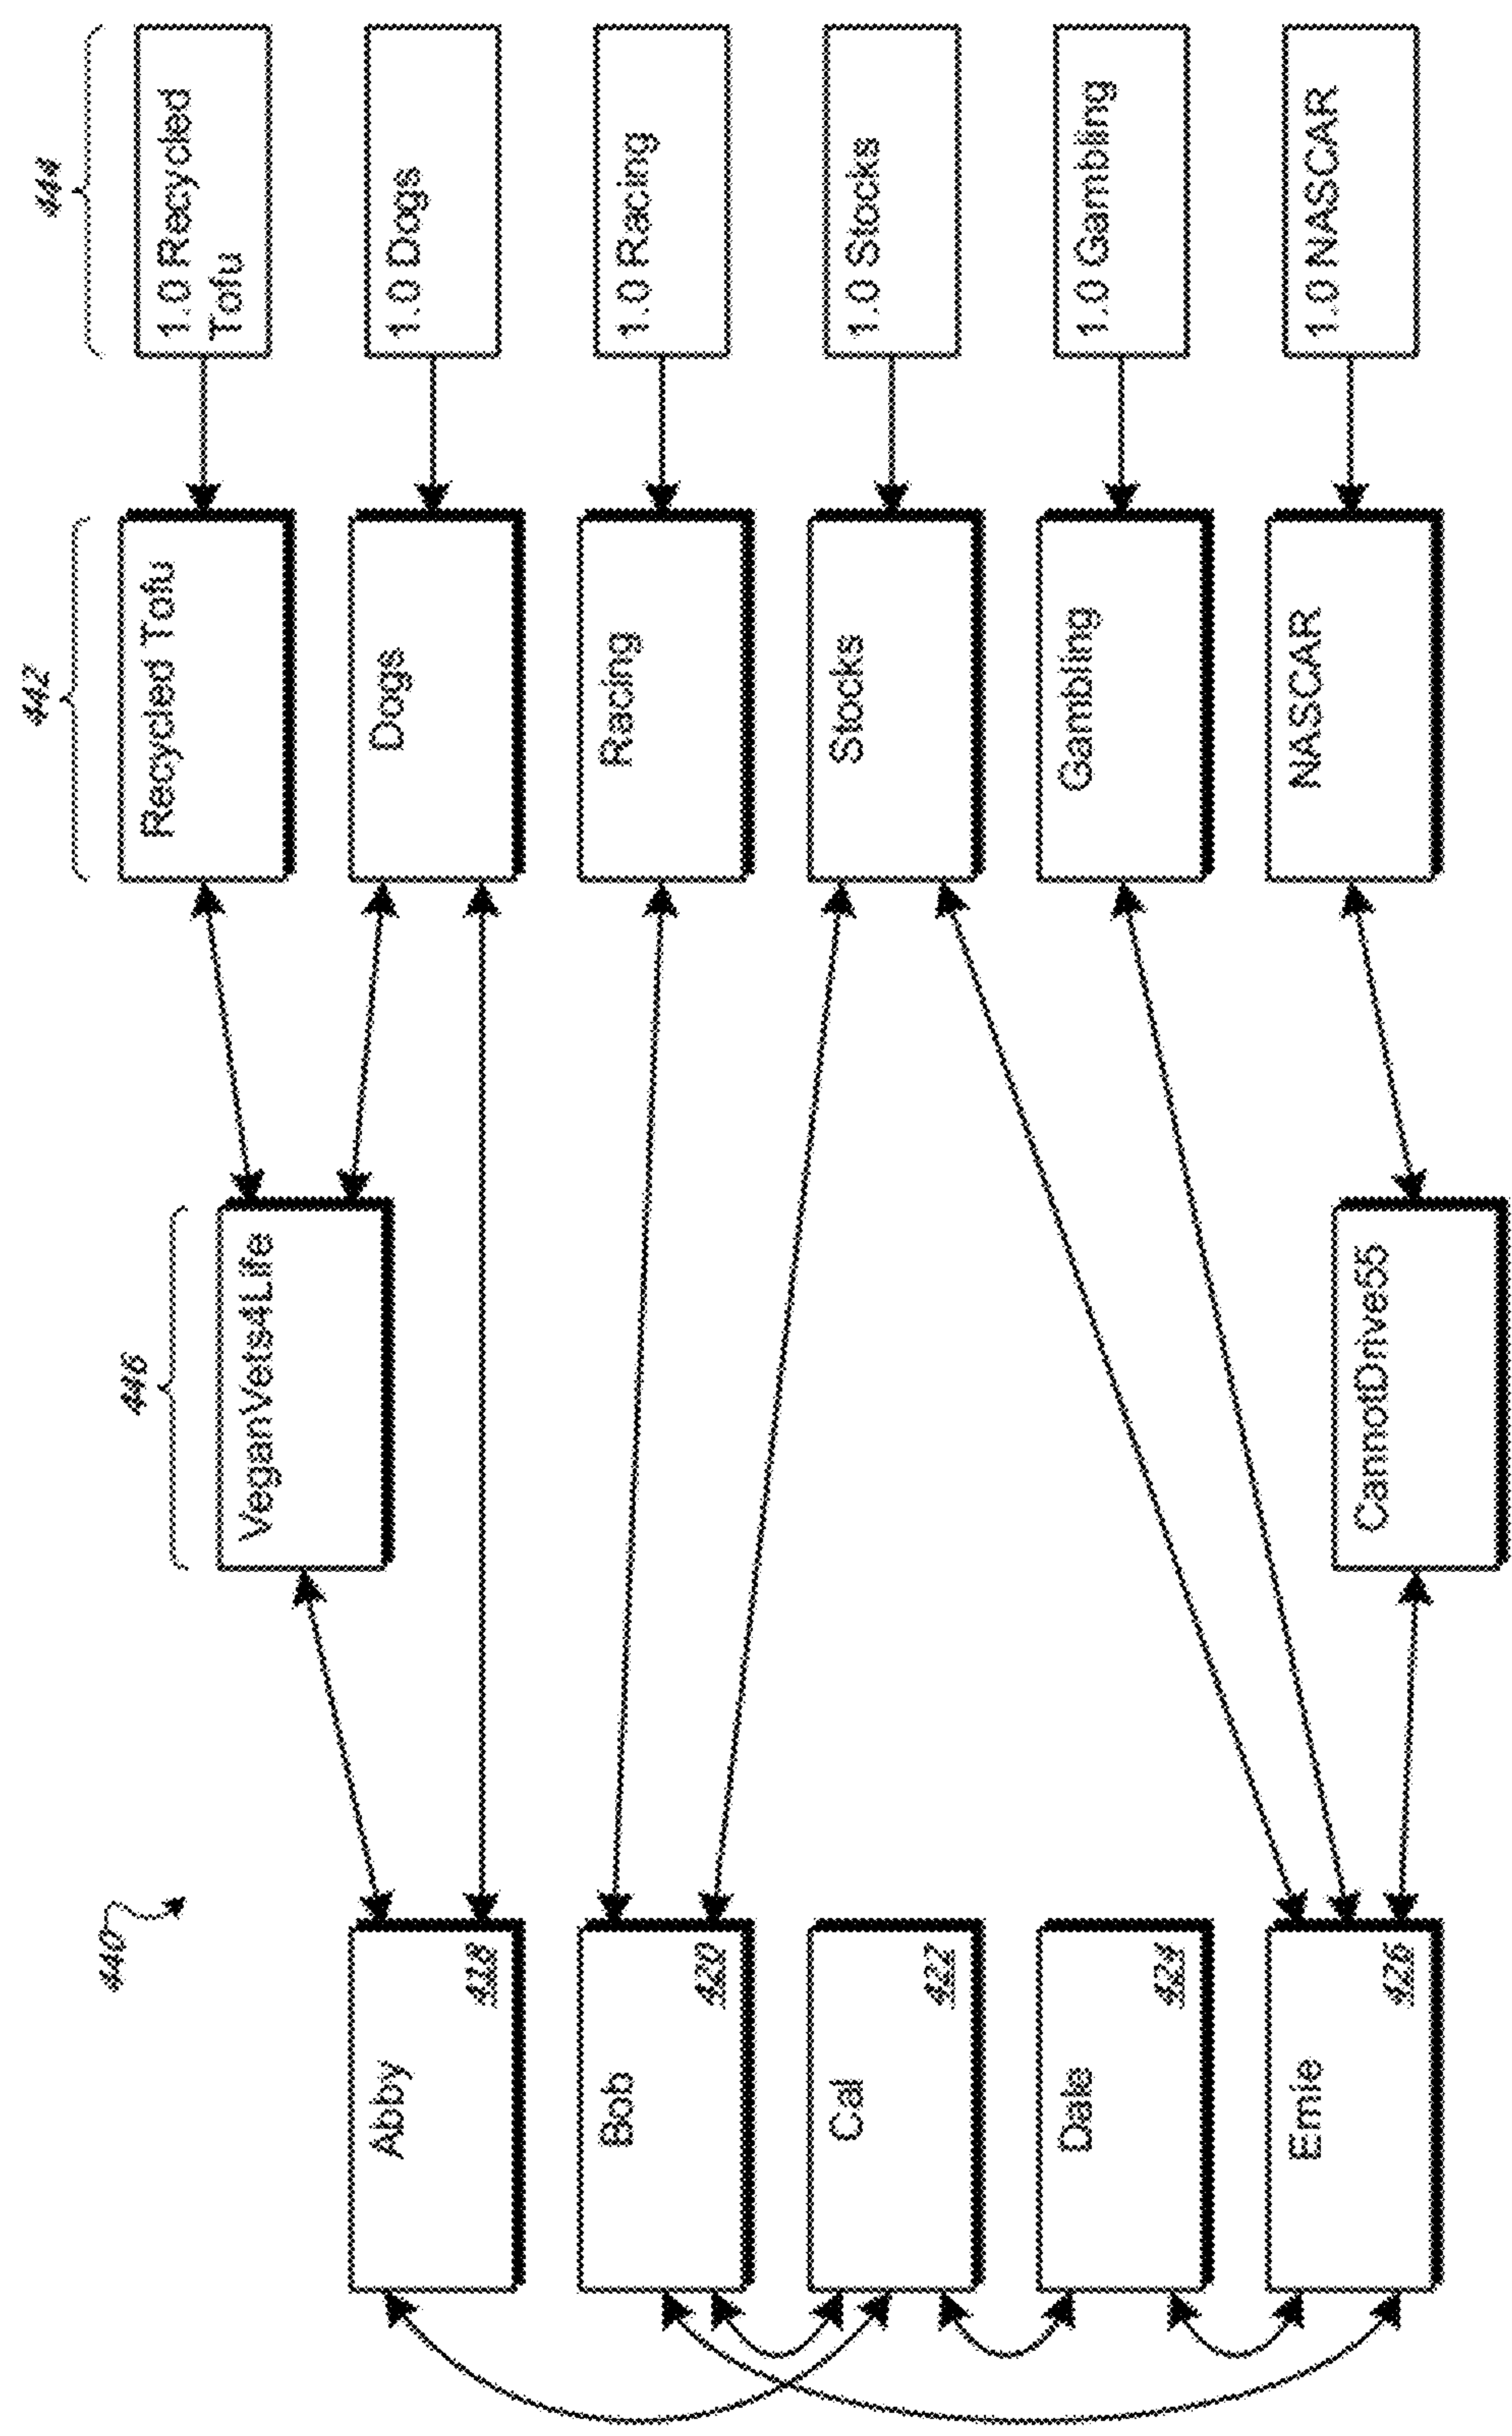 440
446
442
444
Recycled Tofu
1.0 Recycled
Tofu
VeganVets4Life
Abby
418
Dogs
1.0 Dogs
Bob
420
Racing
1.0 Racing
Cal
422
Stocks
1.0 Stocks
Dale
424
Gambling
1.0 Gambling
Ernie
426
CannotDrive55
NASCAR
1.0 NASCAR